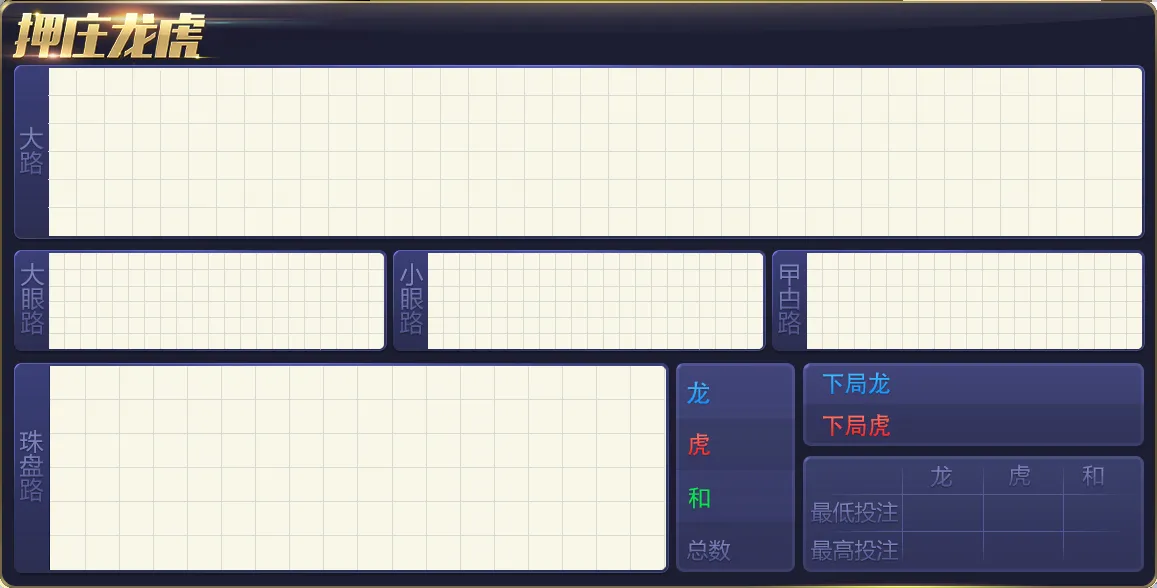 押庄龙虎
大路
大眼路
小眼路
曱甴路
珠盘路
龙
虎
和
总数
下局龙
下局虎
龙 虎 和
最低投注
最高投注